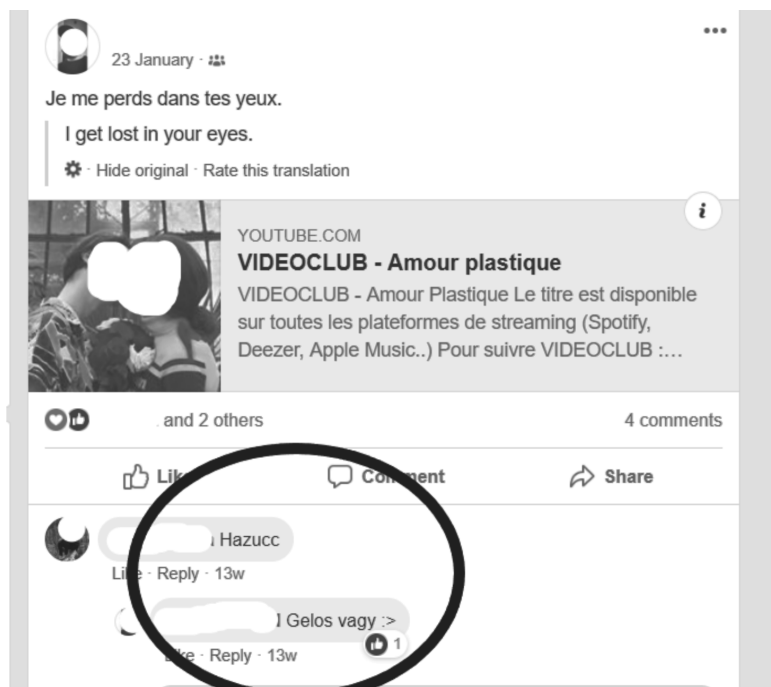 23 January ·
Je me perds dans tes yeux.
I get lost in your eyes.
· Hide original · Rate this translation
YOUTUBE.COM
VIDEOCLUB - Amour plastique
VIDEOCLUB - Amour Plastique Le titre est disponible
sur toutes les plateformes de streaming (Spotify,
Deezer, Apple Music..) Pour suivre VIDEOCLUB :...
and 2 others 4 comments
Like Comment Share
Hazucc
Like · Reply · 13w
Gelos vagy :>
1
Like · Reply · 13w